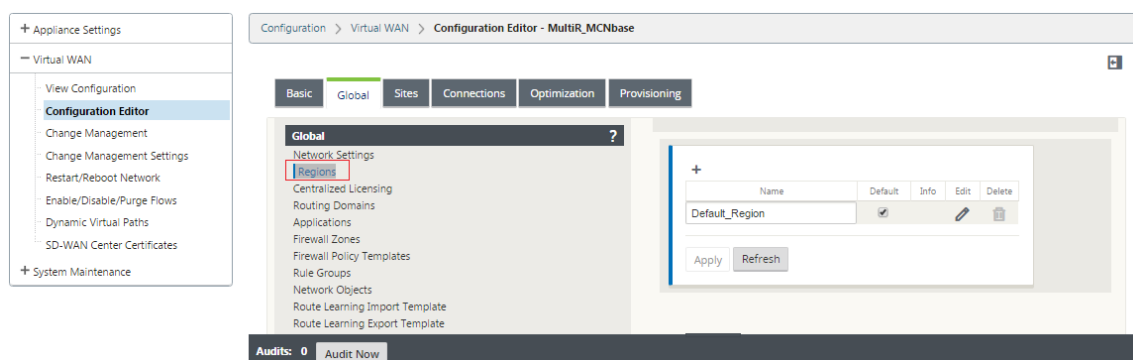 + Appliance Settings
− Virtual WAN
View Configuration
Configuration Editor
Change Management
Change Management Settings
Restart/Reboot Network
Enable/Disable/Purge Flows
Dynamic Virtual Paths
SD-WAN Center Certificates
+ System Maintenance
Configuration > Virtual WAN > Configuration Editor - MultiR_MCNbase
Basic Global Sites Connections Optimization Provisioning
Global ?
Network Settings
Regions
Centralized Licensing
Routing Domains
Applications
Firewall Zones
Firewall Policy Templates
Rule Groups
Network Objects
Route Learning Import Template
Route Learning Export Template
+
Name Default Info Edit Delete
Default_Region
Apply Refresh
Audits: 0 Audit Now